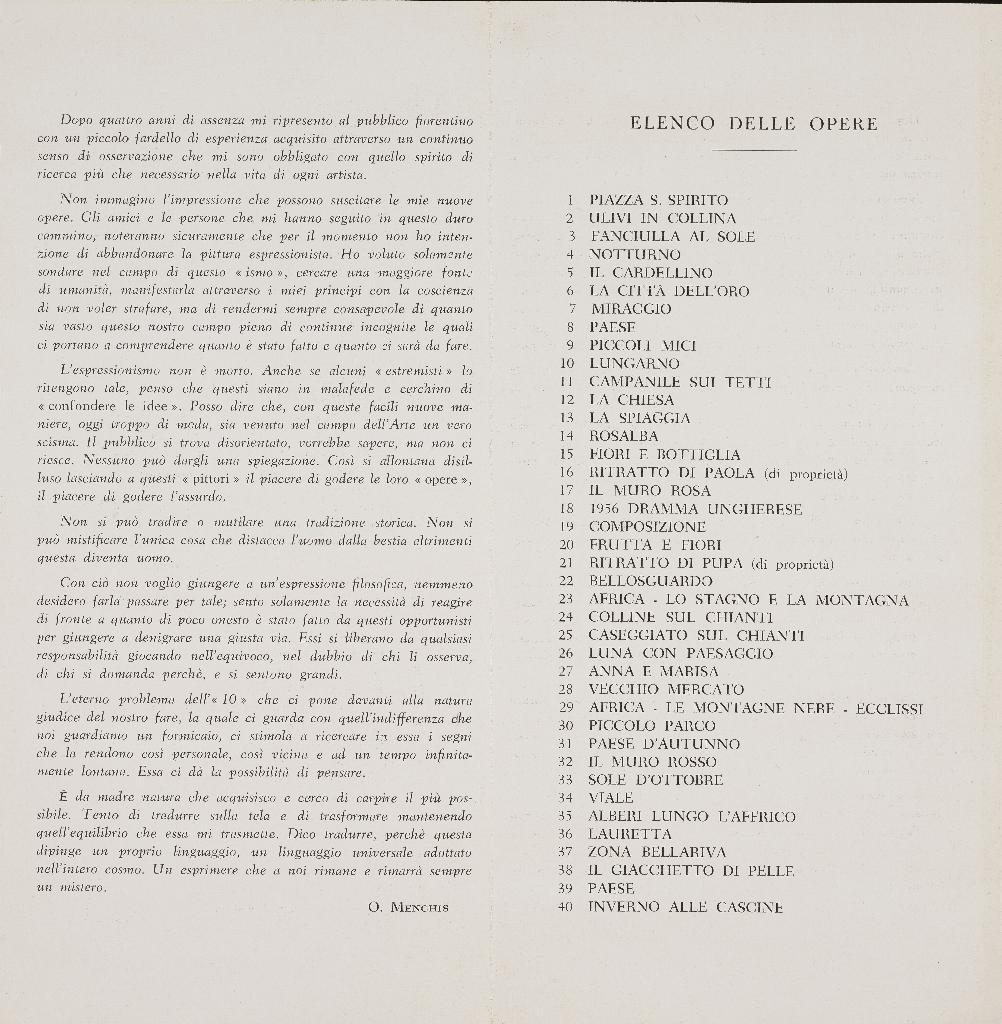 Dopo quattro anni di assenza mi ripresento al pubblico fiorentino
con un piccolo fardello di esperienza acquisito attraverso un continuo
senso di osservazione che mi sono obbligato con quello spirito di
ricerca più che necessario nella vita di ogni artista.
Non immagino l'impressione che possono suscitare le mie nuove
opere. Gli amici e le persone che mi hanno seguito in questo duro
cammino, noteranno sicuramente che per il momento non ho inten-
zione di abbandonare la pittura espressionista. Ho voluto solamente
sondare nel campo di questo « ismo », cercare una maggiore fonte
di umanità, manifestarla attraverso i miei principi con la coscienza
di non voler strafare, ma di rendermi sempre consapevole di quanto
sia vasto questo nostro campo pieno di continue incognite le quali
ci portano a comprendere quanto è stato fatto e quanto ci sarà da fare.
L'espressionismo non è morto. Anche se alcuni « estremisti » lo
ritengono tale, penso che questi siano in malafede e cerchino di
« confondere le idee ». Posso dire che, con queste facili nuove ma-
niere, oggi troppo di moda, sia venuto nel campo dell'Arte un vero
scisma. Il pubblico si trova disorientato, vorrebbe sapere, ma non ci
riesce. Nessuno può dargli una spiegazione. Così si allontana disil-
luso lasciando a questi « pittori » il piacere di godere le loro « opere »,
il piacere di godere l'assurdo.
Non si può tradire o mutilare una tradizione storica. Non si
può mistificare l'unica cosa che distacca l'uomo dalla bestia altrimenti
questa diventa uomo.
Con ciò non voglio giungere a un'espressione filosofica, nemmeno
desidero farla passare per tale; sento solamente la necessità di reagire
di fronte a quanto di poco onesto è stato fatto da questi opportunisti
per giungere a denigrare una giusta via. Essi si liberano da qualsiasi
responsabilità giocando nell'equivoco, nel dubbio di chi li osserva,
di chi si domanda perchè, e si sentono grandi.
L'eterno problema dell'« IO » che ci pone davanti alla natura
giudice del nostro fare, la quale ci guarda con quell'indifferenza che
noi guardiamo un formicaio, ci stimola a ricercare in essa i segni
che la rendono così personale, così vicina e ad un tempo infinita-
mente lontana. Essa ci dà la possibilità di pensare.
È da madre natura che acquisisco e cerco di carpire il più pos-
sibile. Tento di tradurre sulla tela e di trasformare mantenendo
quell'equilibrio che essa mi trasmette. Dico tradurre, perchè questa
dipinge un proprio linguaggio, un linguaggio universale adottato
nell'intero cosmo. Un esprimere che a noi rimane e rimarrà sempre
un mistero.
O. MENCHIS
ELENCO DELLE OPERE
1 PIAZZA S. SPIRITO
2 ULIVI IN COLLINA
3 FANCIULLA AL SOLE
4 NOTTURNO
5 IL CARDELLINO
6 LA CITTÀ DELL'ORO
7 MIRAGGIO
8 PAESE
9 PICCOLI MICI
10 LUNGARNO
11 CAMPANILE SUI TETTI
12 LA CHIESA
13 LA SPIAGGIA
14 ROSALBA
15 FIORI E BOTTIGLIA
16 RITRATTO DI PAOLA (di proprietà)
17 IL MURO ROSA
18 1956 DRAMMA UNGHERESE
19 COMPOSIZIONE
20 FRUTTA E FIORI
21 RITRATTO DI PUPA (di proprietà)
22 BELLOSGUARDO
23 AFRICA - LO STAGNO E LA MONTAGNA
24 COLLINE SUL CHIANTI
25 CASEGGIATO SUL CHIANTI
26 LUNA CON PAESAGGIO
27 ANNA E MARISA
28 VECCHIO MERCATO
29 AFRICA - LE MONTAGNE NERE - ECCLISSI
30 PICCOLO PARCO
31 PAESE D'AUTUNNO
32 IL MURO ROSSO
33 SOLE D'OTTOBRE
34 VIALE
35 ALBERI LUNGO L'AFFRICO
36 LAURETTA
37 ZONA BELLARIVA
38 IL GIACCHETTO DI PELLE
39 PAESE
40 INVERNO ALLE CASCINE